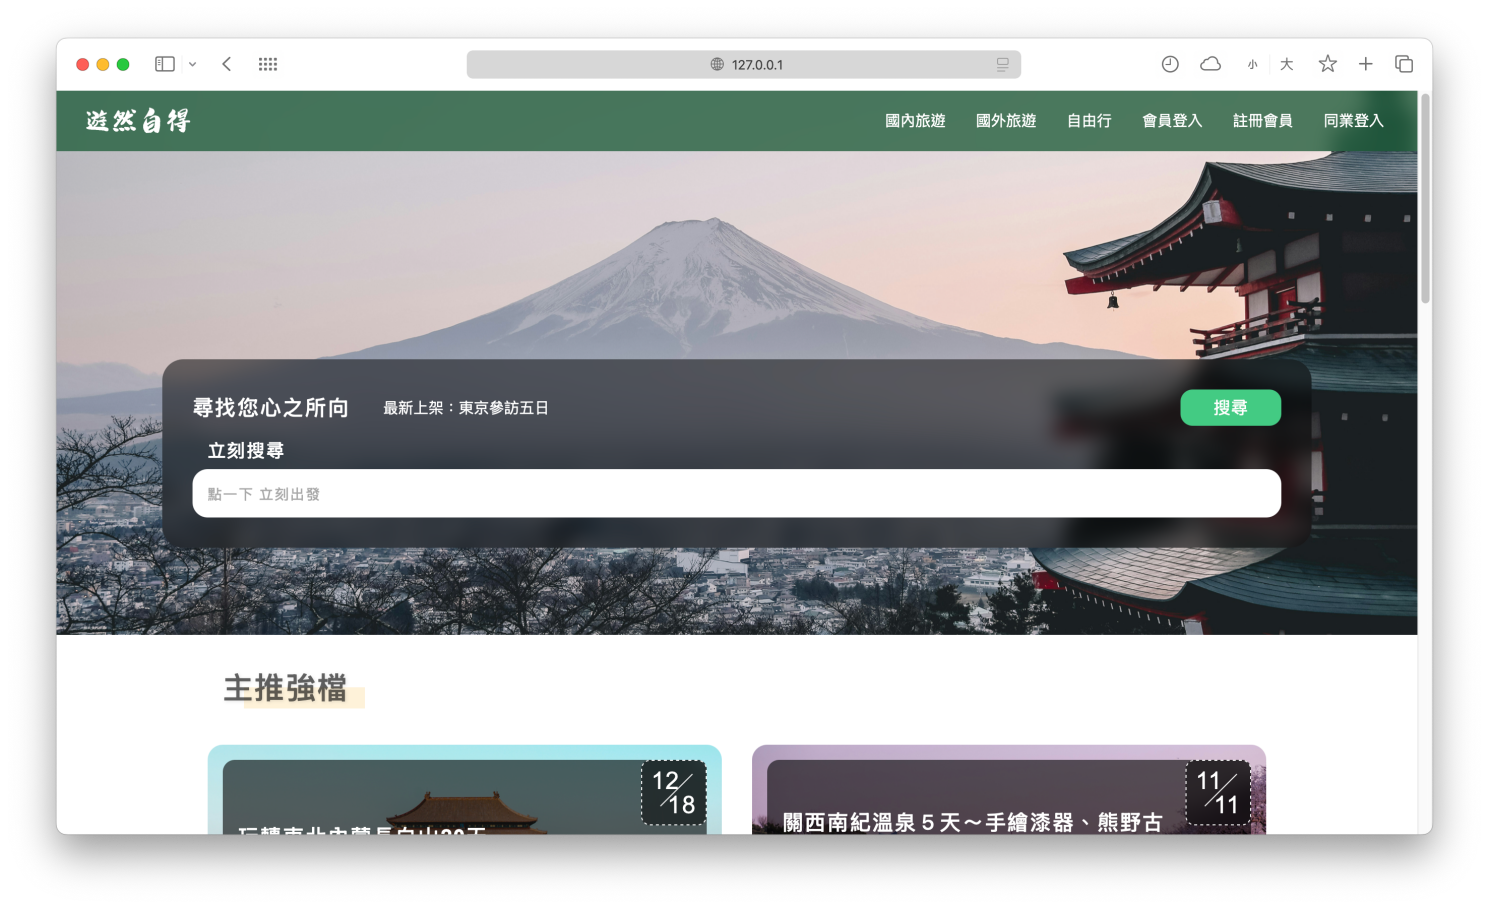 127.0.0.1
小 大
遊然自得
國內旅遊 國外旅遊 自由行 會員登入 註冊會員 同業登入
尋找您心之所向 最新上架：東京參訪五日 搜尋
立刻搜尋
點一下 立刻出發
主推強檔
12/18
11/11
關西南紀溫泉５天～手繪漆器、熊野古